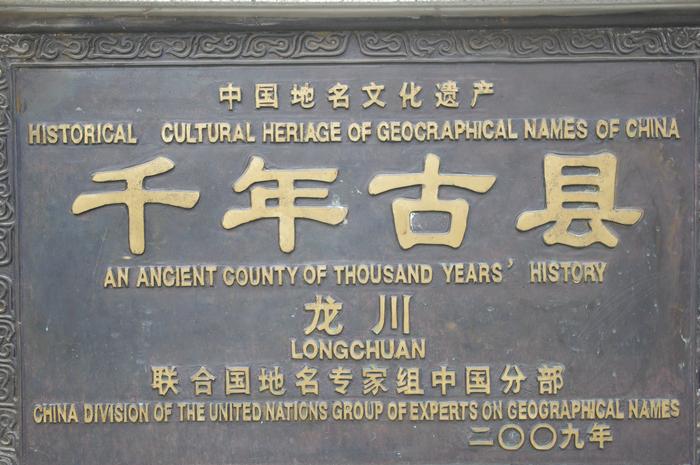 中国地名文化遗产
HISTORICAL CULTURAL HERIAGE OF GEOGRAPHICAL NAMES OF CHINA
千年古县
AN ANCIENT COUNTY OF THOUSAND YEARS' HISTORY
龙川
LONGCHUAN
联合国地名专家组中国分部
CHINA DIVISION OF THE UNITED NATIONS GROUP OF EXPERTS ON GEOGRAPHICAL NAMES
二〇〇九年